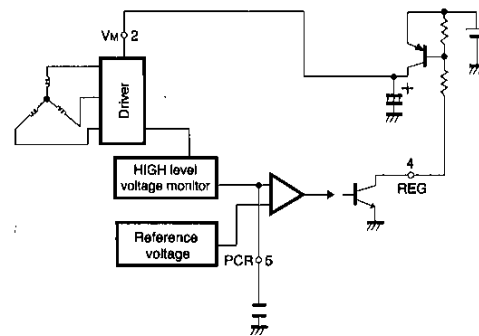 VM 2
Driver
+
HIGH level
voltage monitor
4
REG
Reference
voltage
PCR 5